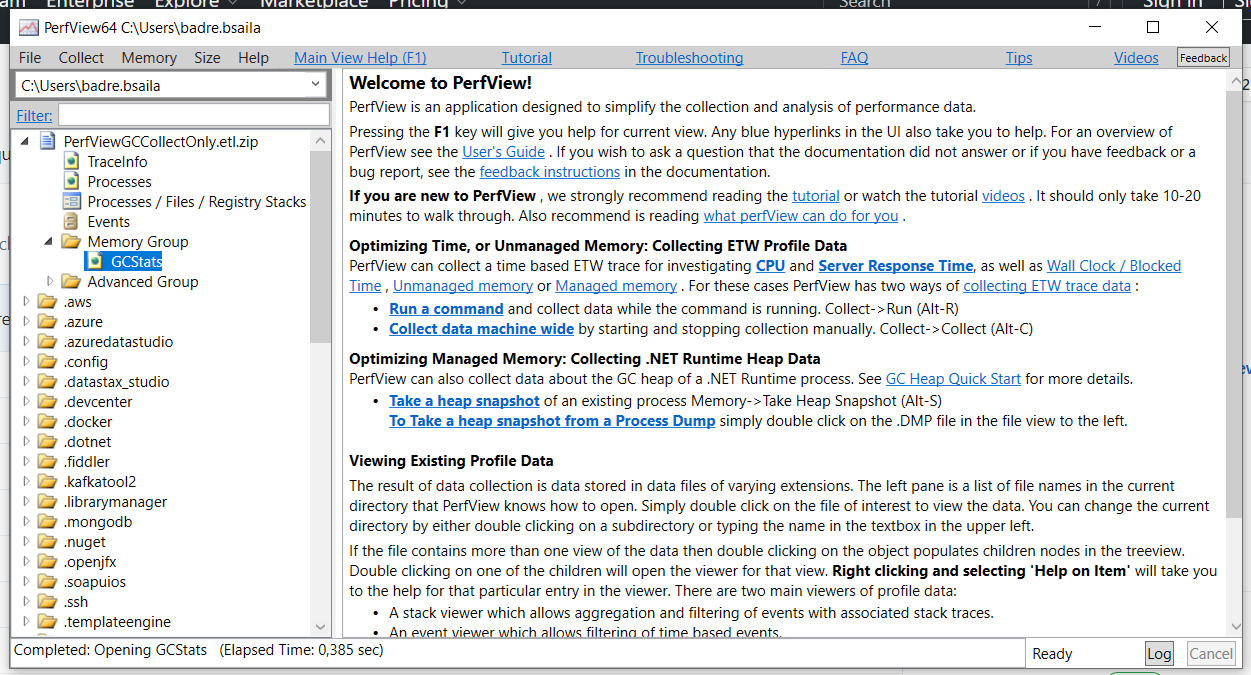 Enterprise Explore Marketplace Pricing Search / Sign in
PerfView64 C:\Users\badre.bsaila
File Collect Memory Size Help Main View Help (F1) Tutorial Troubleshooting FAQ Tips Videos Feedback
C:\Users\badre.bsaila
Filter:
PerfViewGCCollectOnly.etl.zip
TraceInfo
Processes
Processes / Files / Registry Stacks
Events
Memory Group
GCStats
Advanced Group
.aws
.azure
.azuredatastudio
.config
.datastax_studio
.devcenter
.docker
.dotnet
.fiddler
.kafkatool2
.librarymanager
.mongodb
.nuget
.openjfx
.soapuios
.ssh
.templateengine
Welcome to PerfView!
PerfView is an application designed to simplify the collection and analysis of performance data.
Pressing the F1 key will give you help for current view. Any blue hyperlinks in the UI also take you to help. For an overview of
PerfView see the User's Guide . If you wish to ask a question that the documentation did not answer or if you have feedback or a
bug report, see the feedback instructions in the documentation.
If you are new to PerfView , we strongly recommend reading the tutorial or watch the tutorial videos . It should only take 10-20
minutes to walk through. Also recommend is reading what perfView can do for you .
Optimizing Time, or Unmanaged Memory: Collecting ETW Profile Data
PerfView can collect a time based ETW trace for investigating CPU and Server Response Time, as well as Wall Clock / Blocked
Time , Unmanaged memory or Managed memory . For these cases PerfView has two ways of collecting ETW trace data :
• Run a command and collect data while the command is running. Collect->Run (Alt-R)
• Collect data machine wide by starting and stopping collection manually. Collect->Collect (Alt-C)
Optimizing Managed Memory: Collecting .NET Runtime Heap Data
PerfView can also collect data about the GC heap of a .NET Runtime process. See GC Heap Quick Start for more details.
• Take a heap snapshot of an existing process Memory->Take Heap Snapshot (Alt-S)
To Take a heap snapshot from a Process Dump simply double click on the .DMP file in the file view to the left.
Viewing Existing Profile Data
The result of data collection is data stored in data files of varying extensions. The left pane is a list of file names in the current
directory that PerfView knows how to open. Simply double click on the file of interest to view the data. You can change the current
directory by either double clicking on a subdirectory or typing the name in the textbox in the upper left.
If the file contains more than one view of the data then double clicking on the object populates children nodes in the treeview.
Double clicking on one of the children will open the viewer for that view. Right clicking and selecting 'Help on Item' will take you
to the help for that particular entry in the viewer. There are two main viewers of profile data:
• A stack viewer which allows aggregation and filtering of events with associated stack traces.
• An event viewer which allows filtering of time based events.
Completed: Opening GCStats (Elapsed Time: 0,385 sec)
Ready Log Cancel